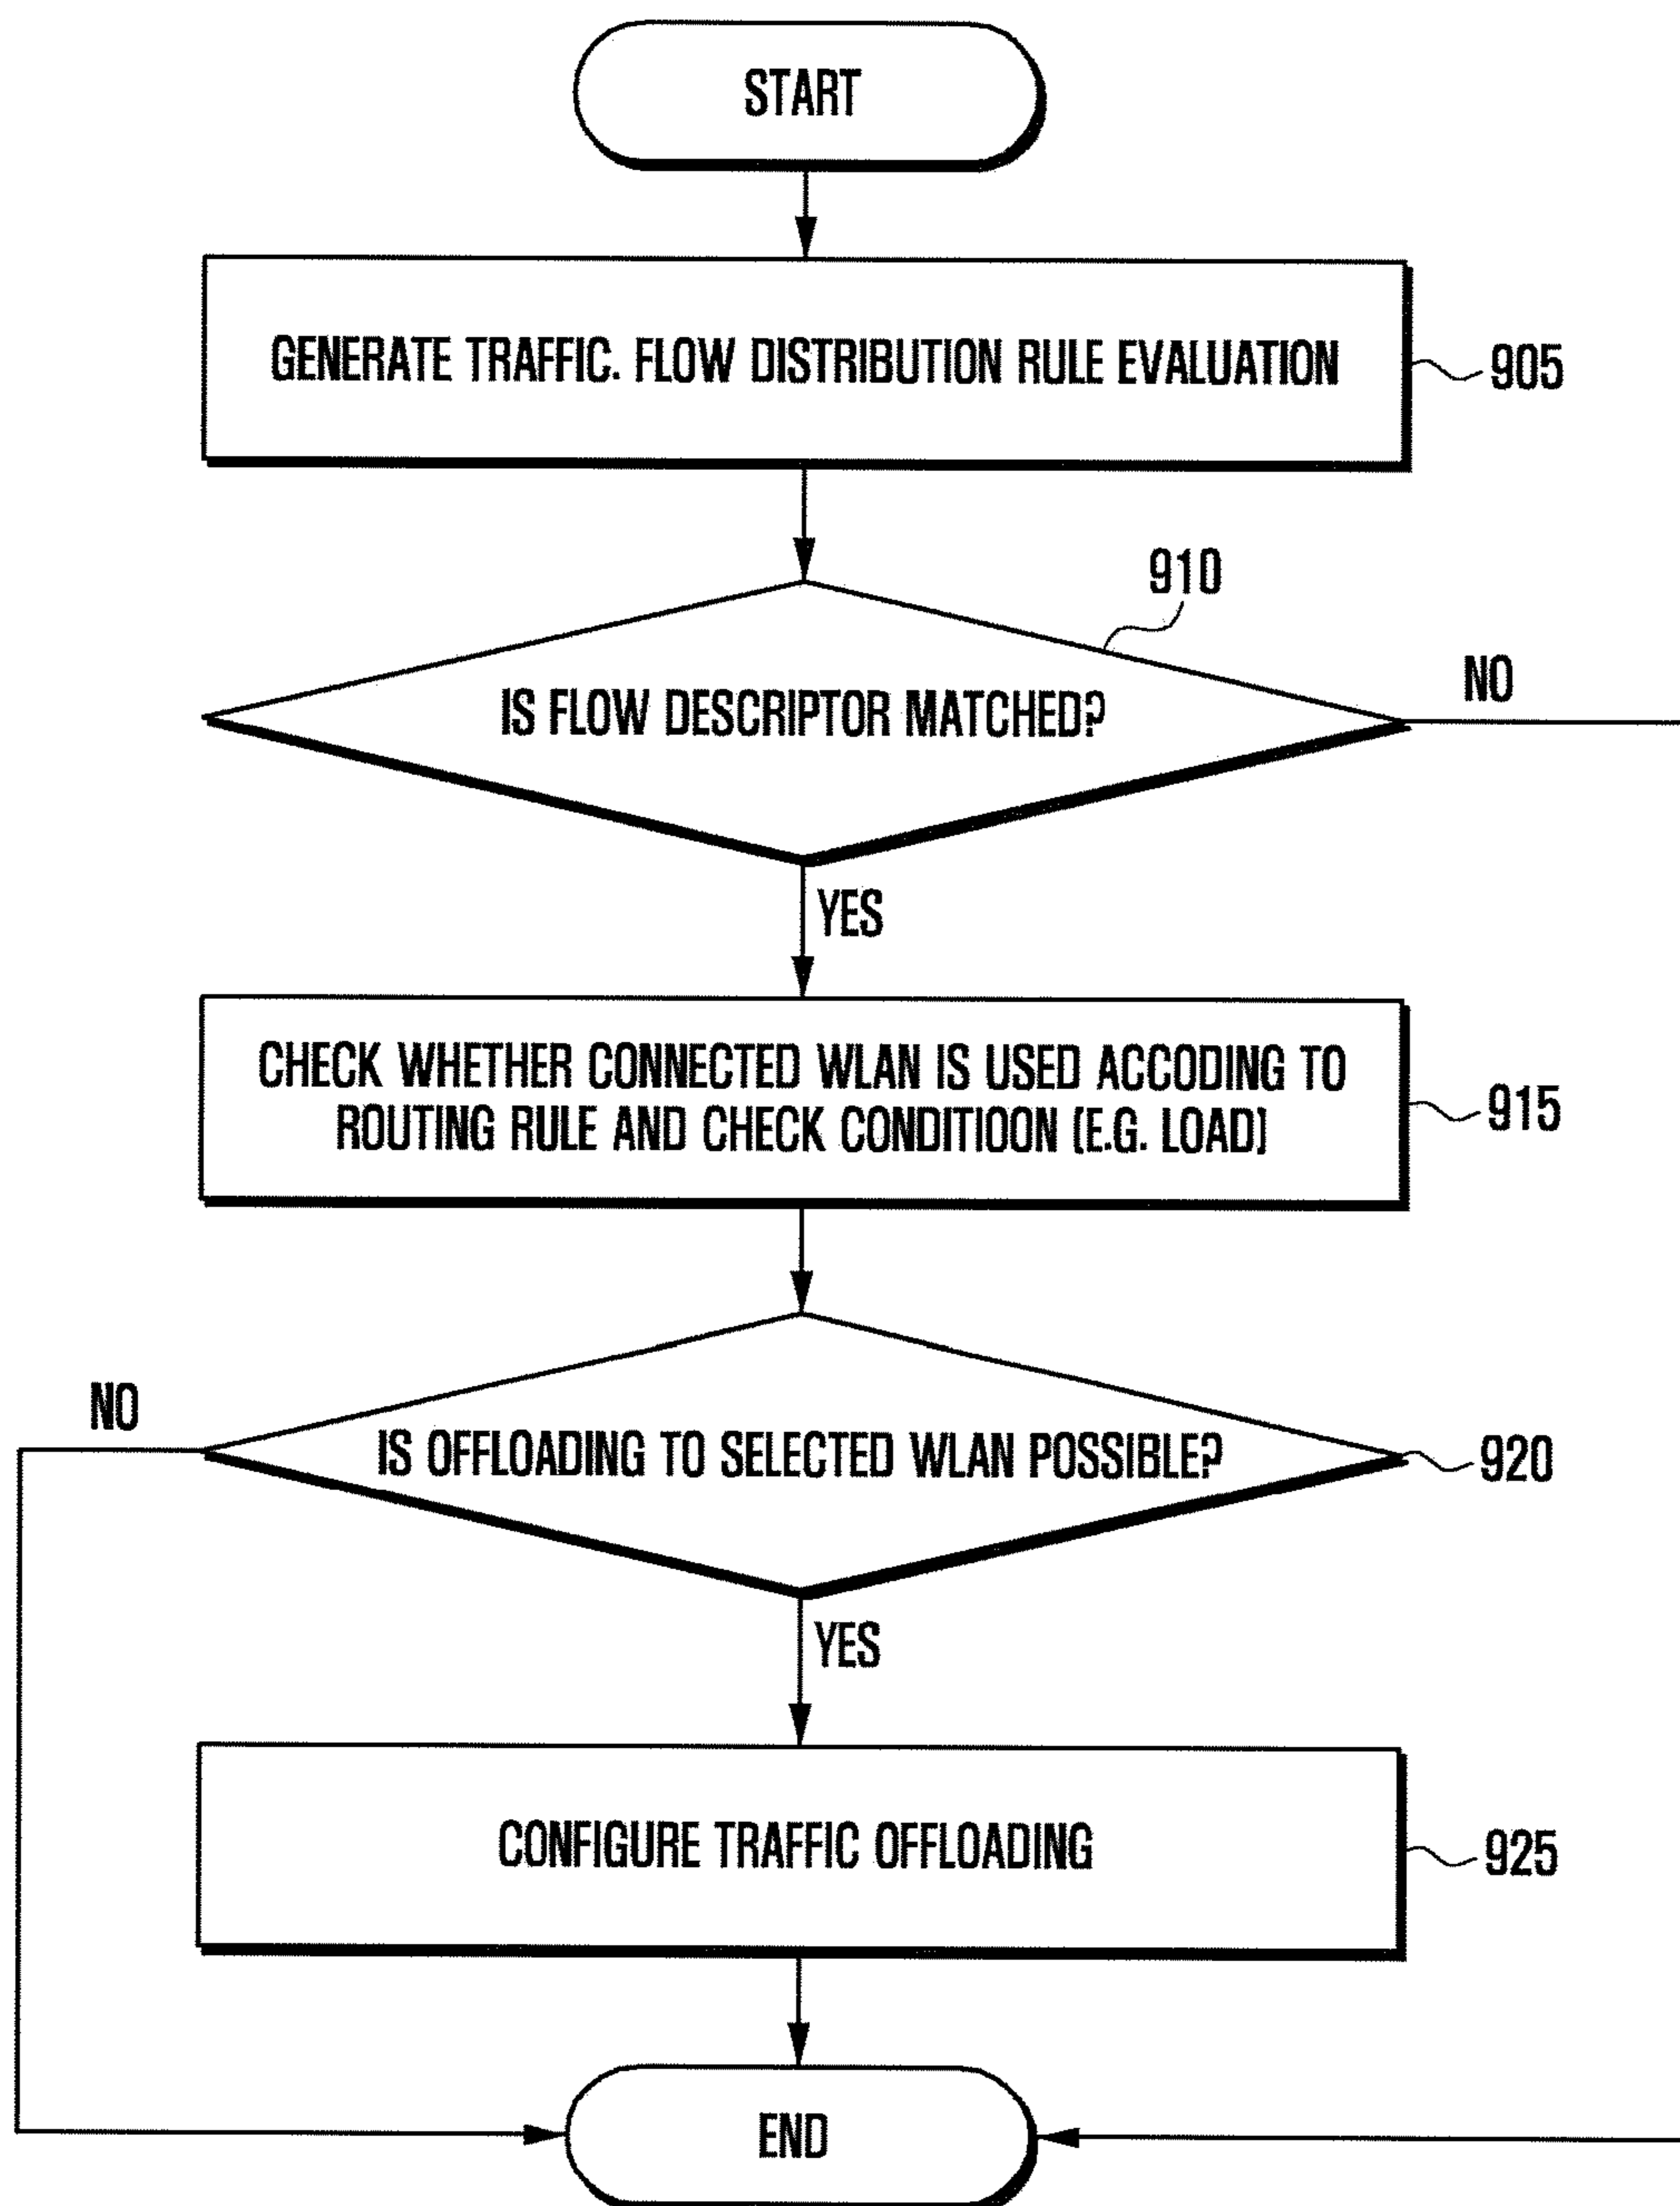 START
GENERATE TRAFFIC. FLOW DISTRIBUTION RULE EVALUATION
905
910
IS FLOW DESCRIPTOR MATCHED?
NO
YES
CHECK WHETHER CONNECTED WLAN IS USED ACCODING TO
ROUTING RULE AND CHECK CONDITIOON (E.G. LOAD)
915
NO
IS OFFLOADING TO SELECTED WLAN POSSIBLE?
920
YES
CONFIGURE TRAFFIC OFFLOADING
925
END